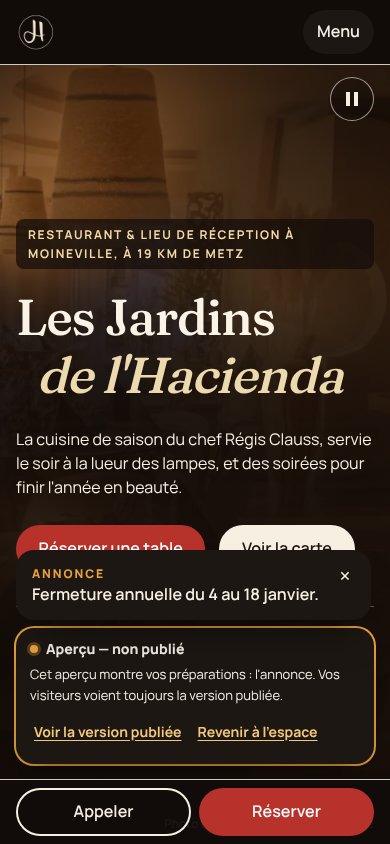 H
Menu
RESTAURANT & LIEU DE RÉCEPTION À
MOINEVILLE, À 19 KM DE METZ
Les Jardins
de l'Hacienda
La cuisine de saison du chef Régis Clauss, servie
le soir à la lueur des lampes, et des soirées pour
finir l'année en beauté.
Réserver une table
Voir la carte
ANNONCE
Fermeture annuelle du 4 au 18 janvier.
Aperçu — non publié
Cet aperçu montre vos préparations : l'annonce. Vos
visiteurs voient toujours la version publiée.
Voir la version publiée
Revenir à l'espace
Appeler
Réserver